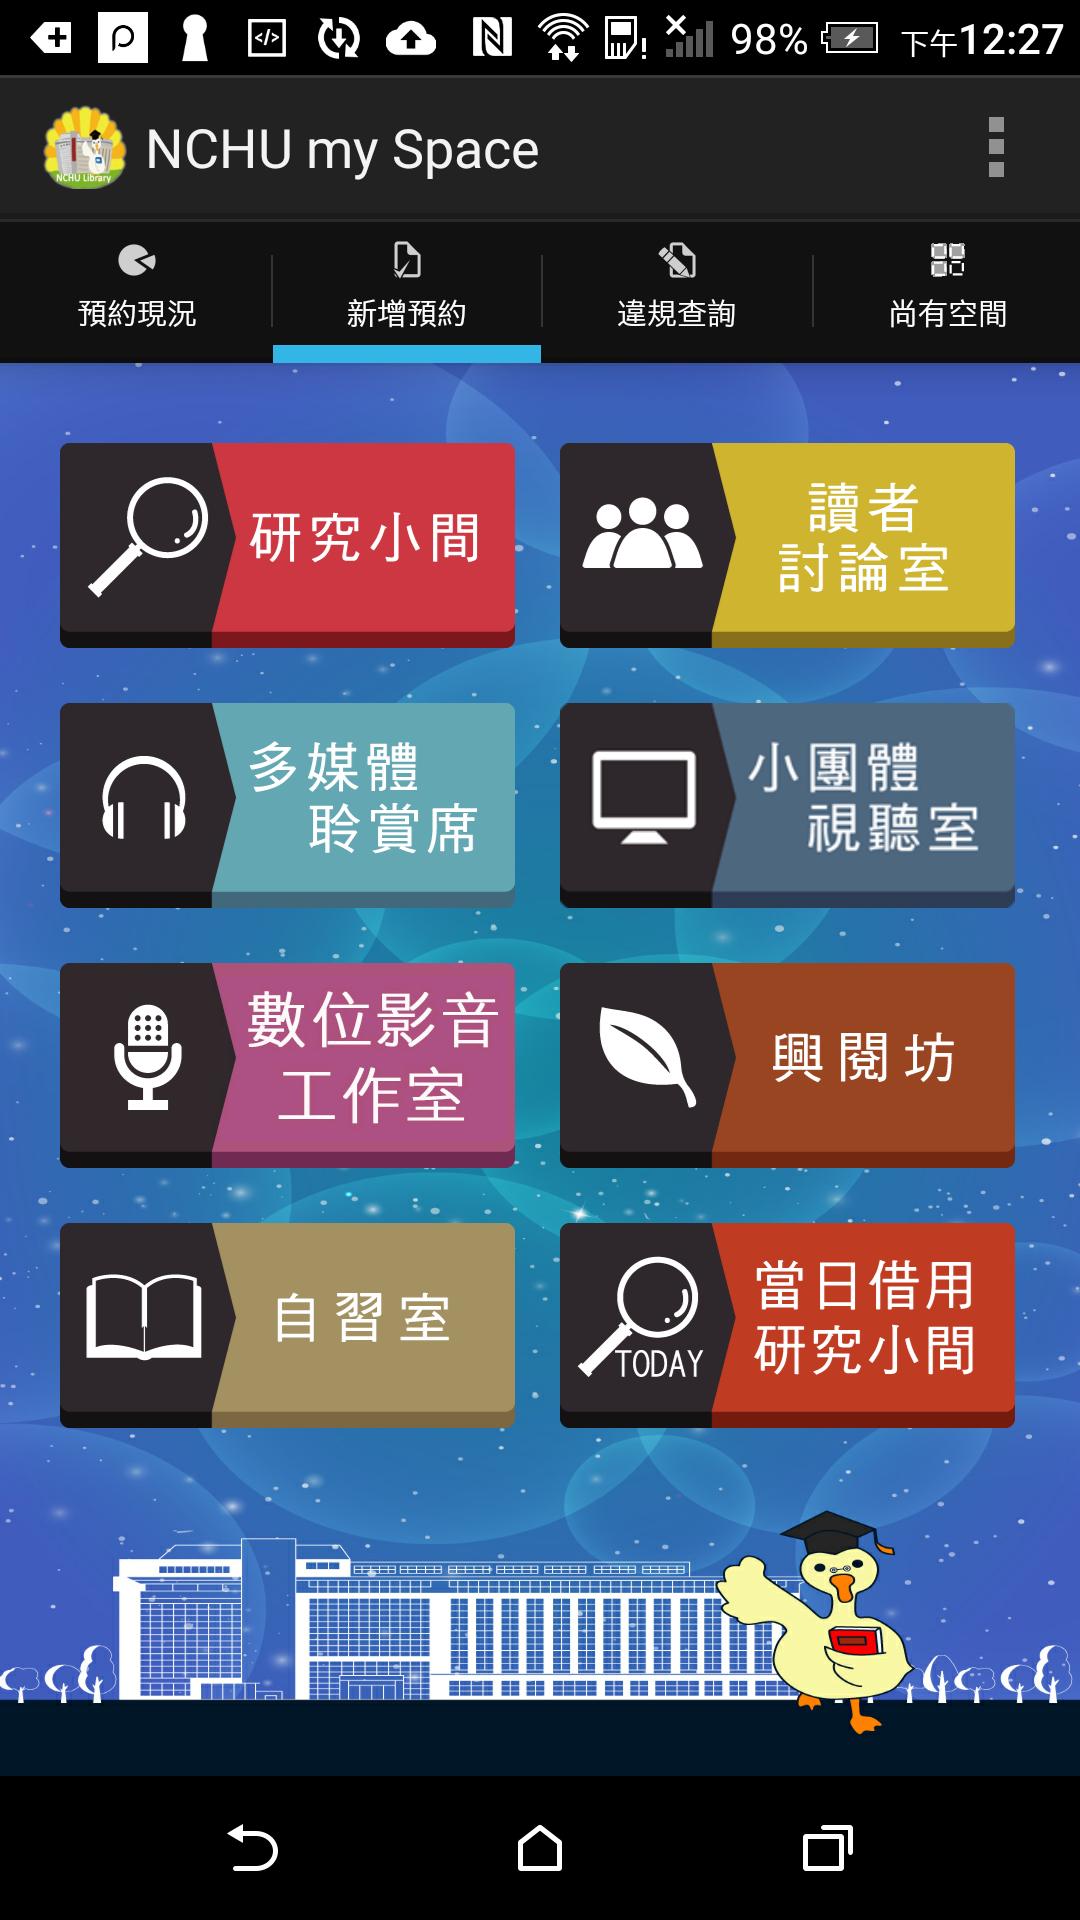 98% 下午12:27
NCHU Library
NCHU my Space
預約現況 新增預約 違規查詢 尚有空間
研究小間
讀者
討論室
多媒體
聆賞席
小團體
視聽室
數位影音
工作室
興閱坊
自習室
TODAY
當日借用
研究小間